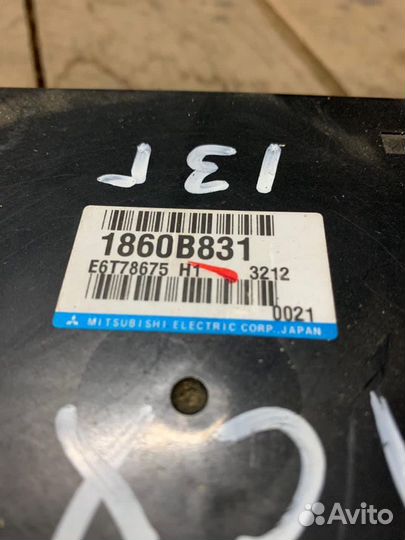 13г
1860B831
E6T78675 H1 3212
0021
MITSUBISHI ELECTRIC CORP., JAPAN
Avito